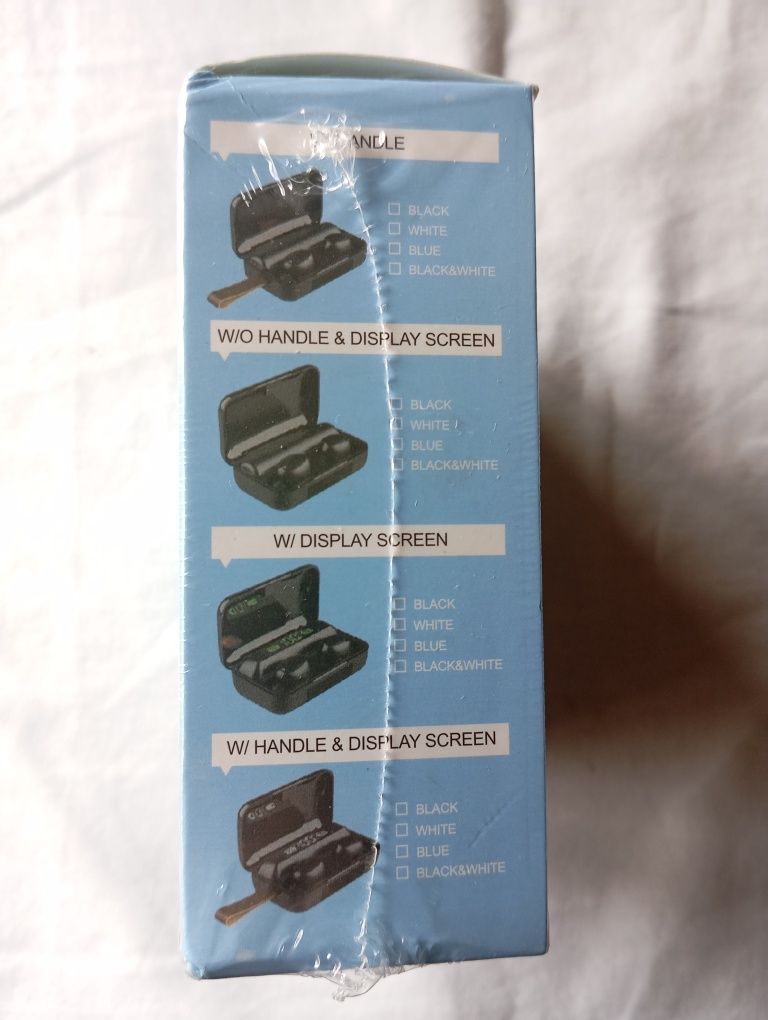 HANDLE
☐ BLACK
☐ WHITE
☐ BLUE
☐ BLACK&WHITE
W/O HANDLE & DISPLAY SCREEN
☐ BLACK
☐ WHITE
☐ BLUE
☐ BLACK&WHITE
W/ DISPLAY SCREEN
☐ BLACK
☐ WHITE
☐ BLUE
☐ BLACK&WHITE
W/ HANDLE & DISPLAY SCREEN
☐ BLACK
☐ WHITE
☐ BLUE
☐ BLACK&WHITE